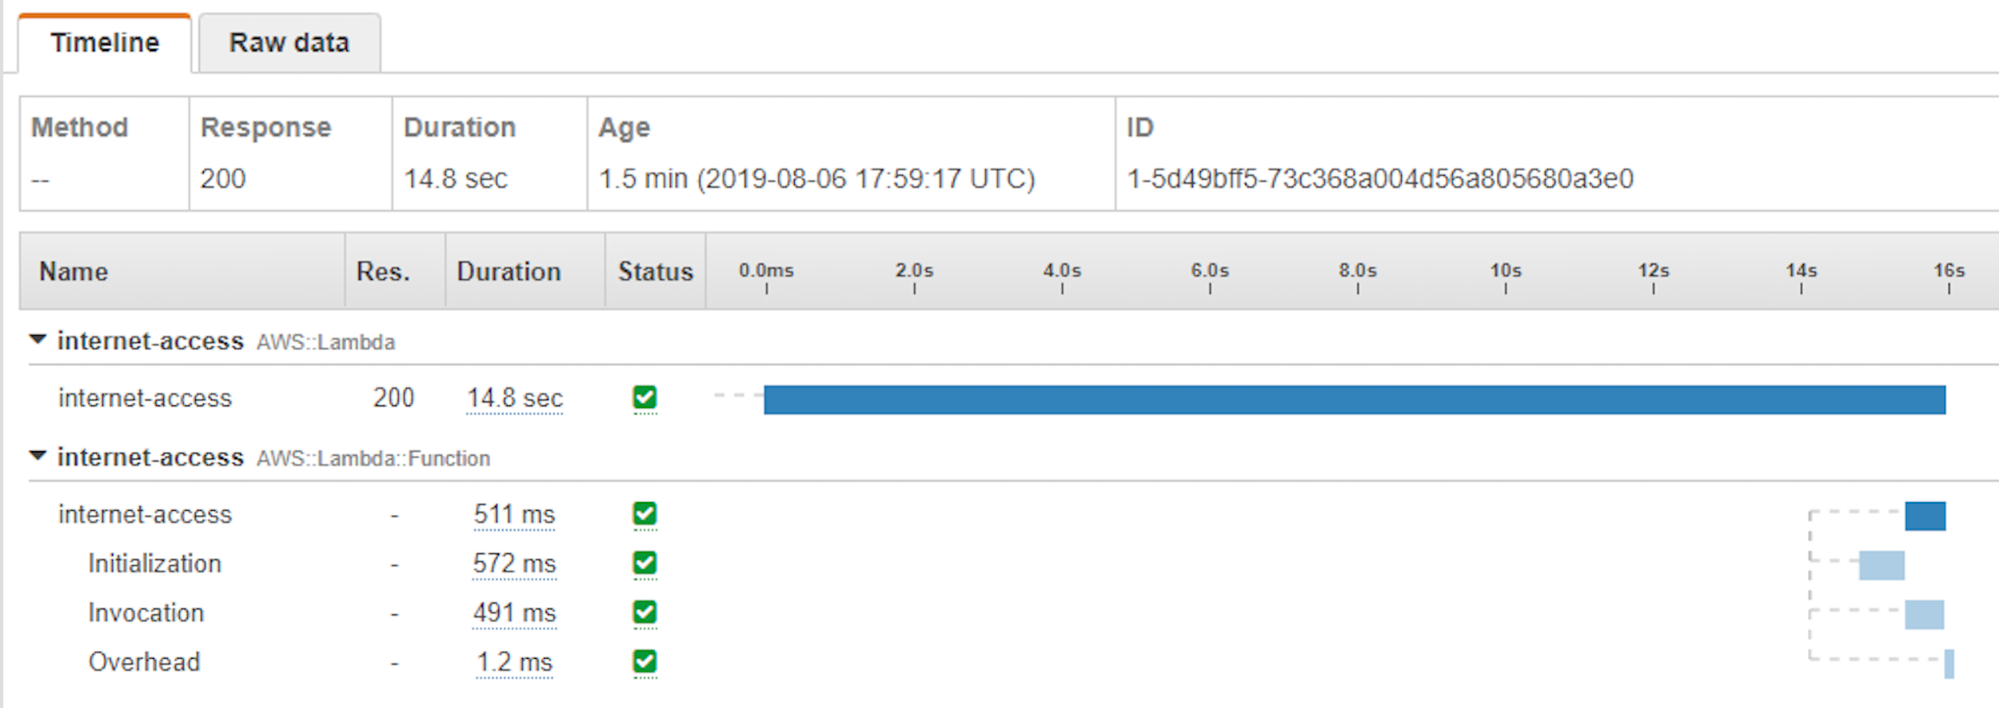 Timeline Raw data
Method Response Duration Age ID
-- 200 14.8 sec 1.5 min (2019-08-06 17:59:17 UTC) 1-5d49bff5-73c368a004d56a805680a3e0
Name Res. Duration Status 0.0ms 2.0s 4.0s 6.0s 8.0s 10s 12s 14s 16s
internet-access AWS::Lambda
internet-access 200 14.8 sec
internet-access AWS::Lambda::Function
internet-access - 511 ms
Initialization - 572 ms
Invocation - 491 ms
Overhead - 1.2 ms